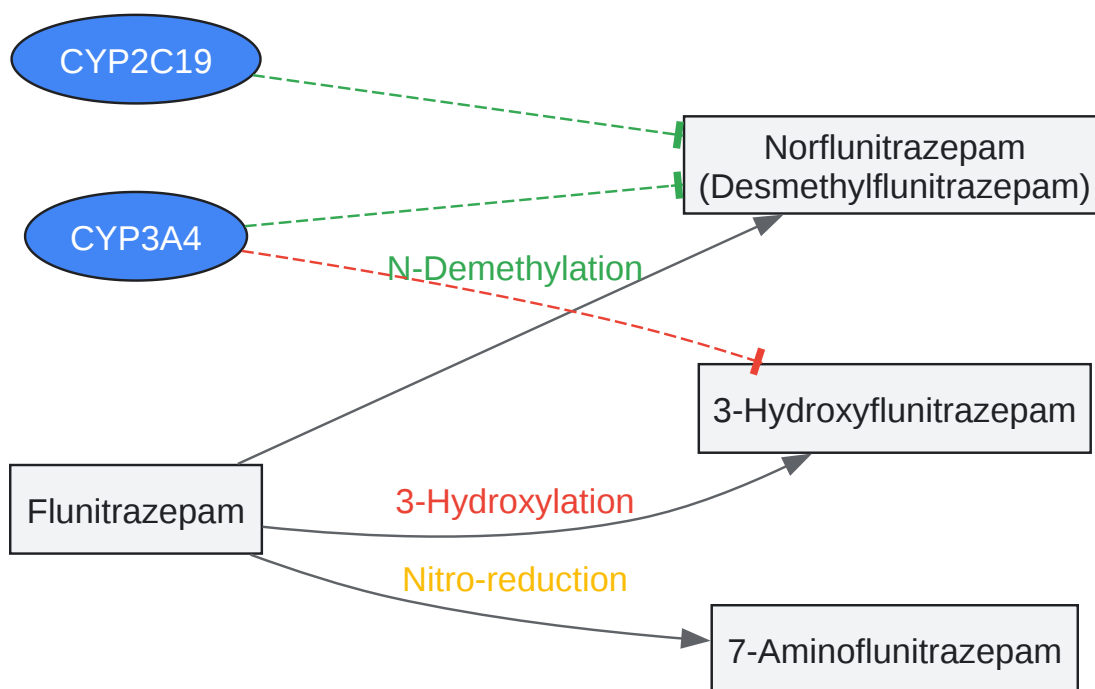 CYP2C19
Norflunitrazepam
(Desmethylflunitrazepam)
CYP3A4
N-Demethylation
3-Hydroxyflunitrazepam
Flunitrazepam
3-Hydroxylation
Nitro-reduction
7-Aminoflunitrazepam